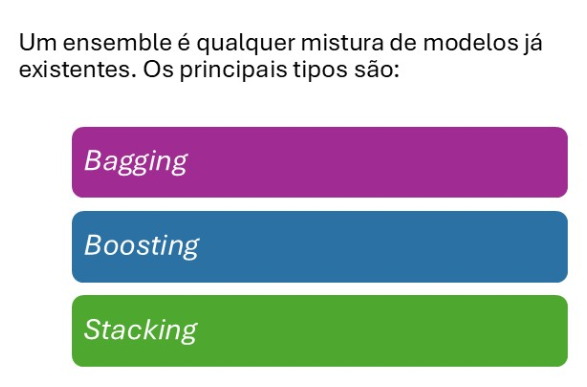 Um ensemble é qualquer mistura de modelos já
existentes. Os principais tipos são:
Bagging
Boosting
Stacking